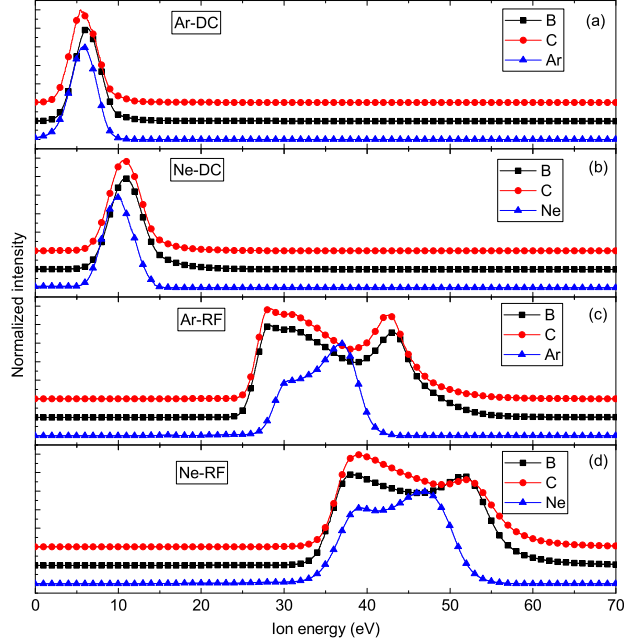 Ar-DC
B
C
Ar
(a)
Ne-DC
B
C
Ne
(b)
Ar-RF
B
C
Ar
(c)
Ne-RF
B
C
Ne
(d)
Normalized intensity
0 10 20 30 40 50 60 70
Ion energy (eV)